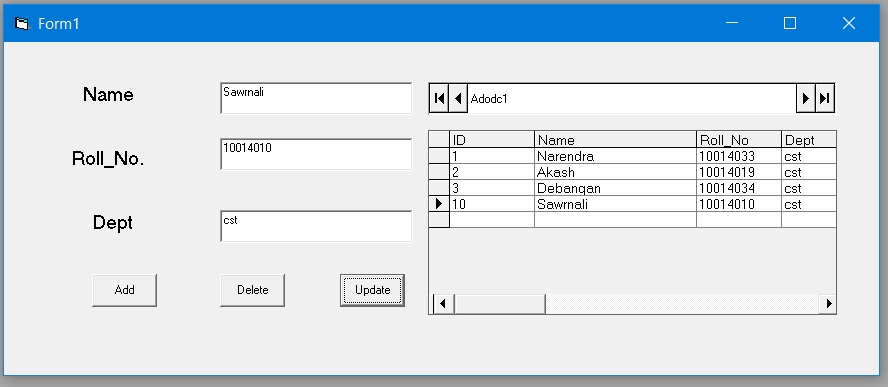 Form1
Name
Sawrnali
Roll_No.
10014010
Dept
cst
Add Delete Update
Adodc1
ID Name Roll_No Dept
1 Narendra 10014033 cst
2 Akash 10014019 cst
3 Debanqan 10014034 cst
10 Sawrnali 10014010 cst